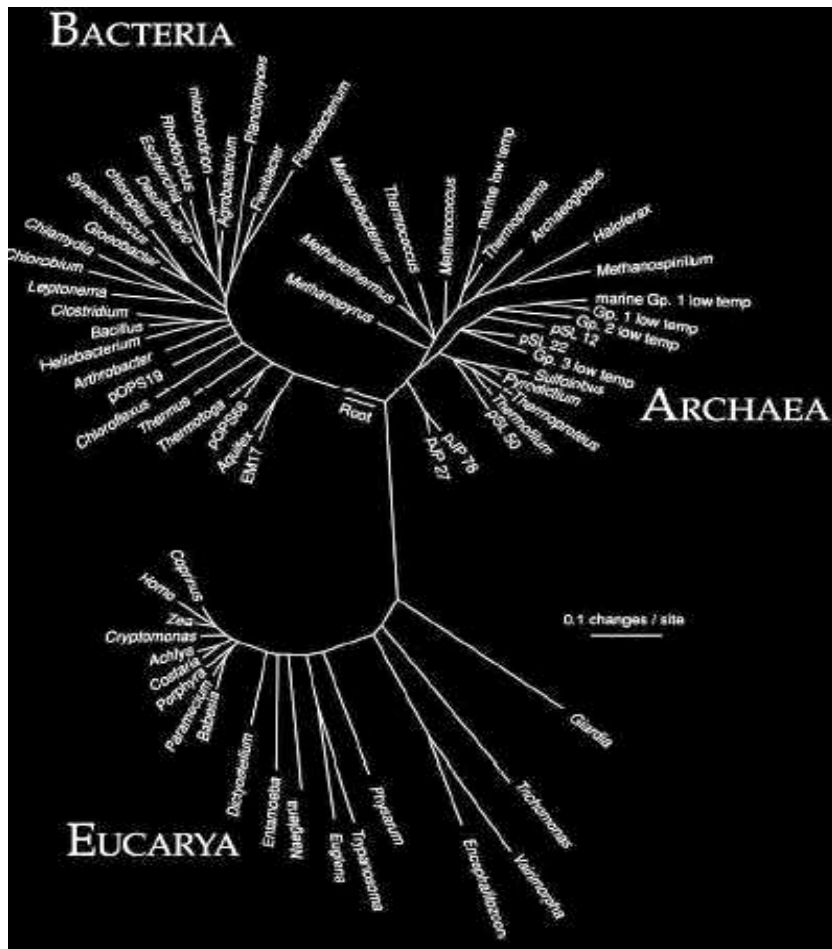 BACTERIA
Flavobacterium
Flexibacter
Planctomyces
Agrobacterium
mitochondrion
Rhodocyclus
Escherichia
Desulfovibrio
chloroplast
Synechococcus
Gloeobacter
Chlamydia
Chlorobium
Leptonema
Clostridium
Bacillus
Heliobacterium
Arthrobacter
pOPS19
Chloroflexus
Thermus
Thermotoga
pOPS66
Aquifex
EM17
Root
ARCHAEA
Methanopyrus
Methanothermus
Methanobacterium
Thermococcus
Methanococcus
marine low temp
Thermoplasma
Archaeoglobus
Haloferax
Methanospirillum
marine Gp. 1 low temp
Gp. 1 low temp
Gp. 2 low temp
pSL 12
pSL 22
Gp. 3 low temp
Sulfolobus
Pyrodictium
Thermoproteus
Thermofilum
pSL 50
pJP 78
pJP 27
EUCARYA
Coprinus
Homo
Zea
Cryptomonas
Achlya
Costaria
Porphyra
Paramecium
Babesia
Dictyostelium
Entamoeba
Naegleria
Euglena
Trypanosoma
Physarum
Encephalitozoon
Vairimorpha
Trichomonas
Giardia
0.1 changes / site